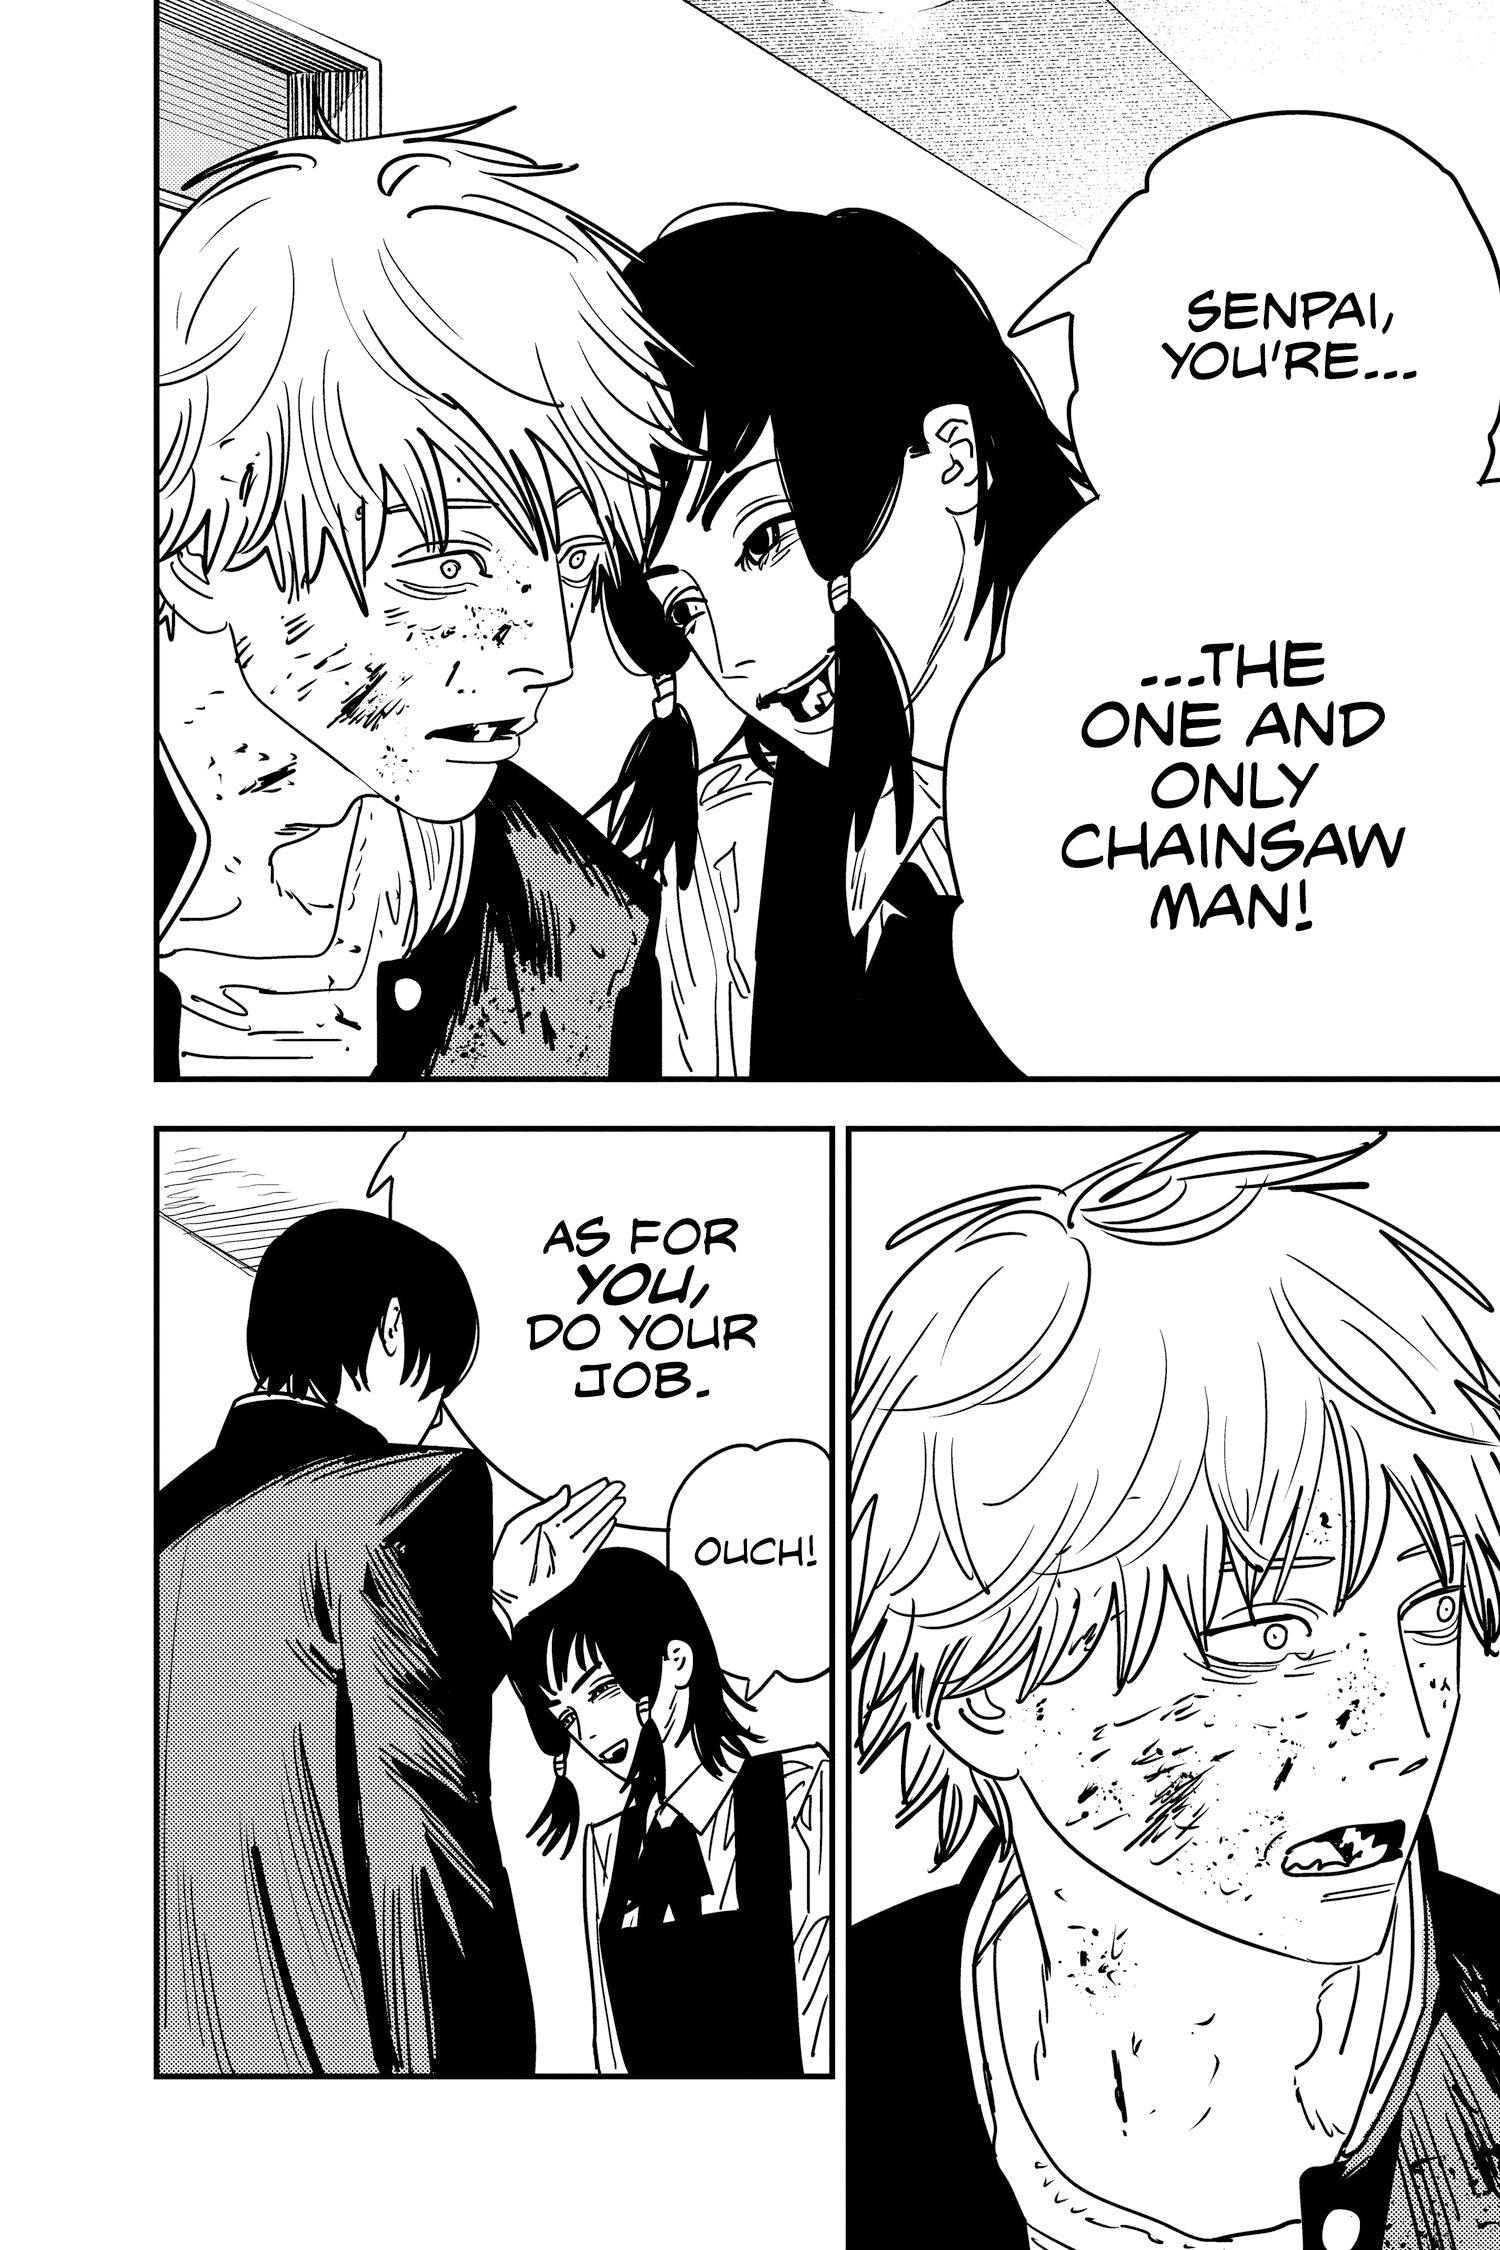 SENPAI,
YOU'RE...
...THE
ONE AND
ONLY
CHAINSAW
MAN!
AS FOR
YOU,
DO YOUR
JOB.
OUCH!